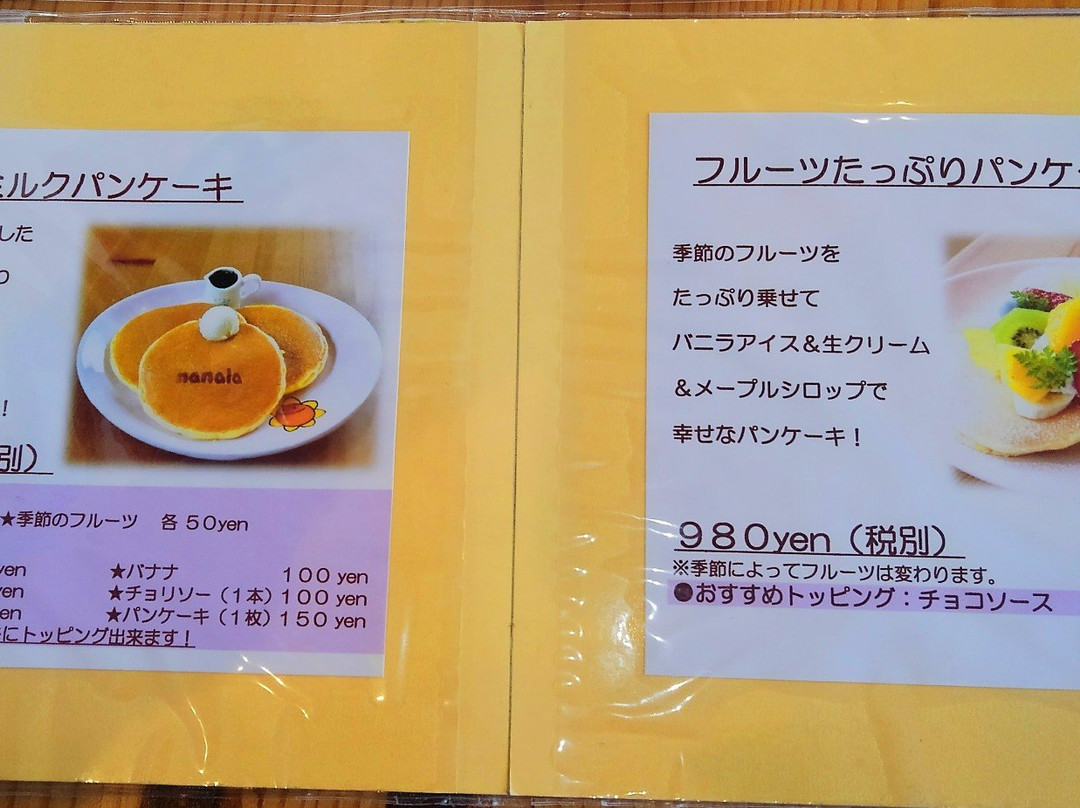 ミルクパンケーキ
した
!
別）
nanala
★季節のフルーツ　各 50yen
yen　★バナナ　100 yen
yen　★チョリソー（1本）100 yen
en　★パンケーキ（1枚）150 yen
にトッピング出来ます！
フルーツたっぷりパンケ
季節のフルーツを
たっぷり乗せて
バニラアイス＆生クリーム
＆メープルシロップで
幸せなパンケーキ！
９８０yen（税別）
※季節によってフルーツは変わります。
●おすすめトッピング：チョコソース